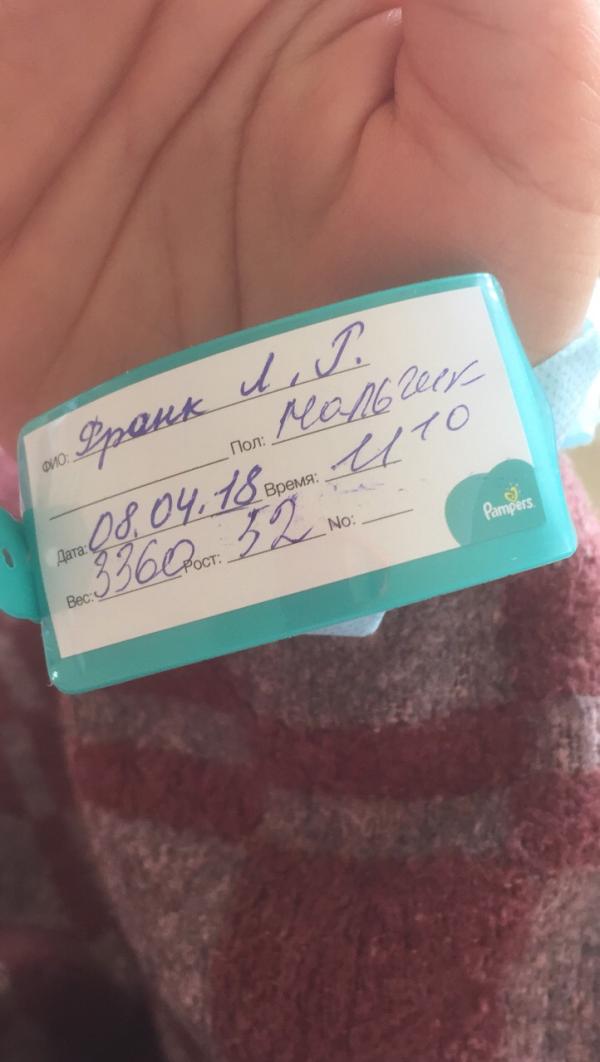 ФИО: Франк Л. Г.
Пол: Мальчик
Дата: 08.04.18 Время: 11 10
Вес: 3360 Рост: 52 No:
Pampers